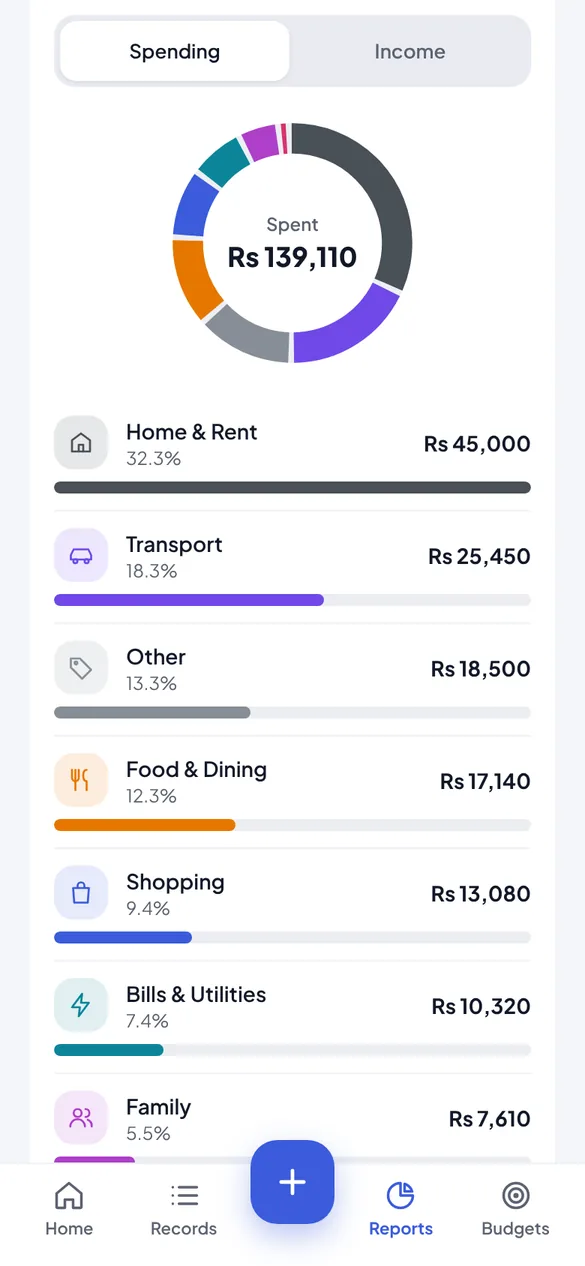 Spending
Income
Spent
Rs 139,110
Home & Rent
Rs 45,000
32.3%
Transport
Rs 25,450
18.3%
Other
Rs 18,500
13.3%
Food & Dining
Rs 17,140
12.3%
Shopping
Rs 13,080
9.4%
Bills & Utilities
Rs 10,320
7.4%
Family
Rs 7,610
5.5%
Home
Records
Reports
Budgets